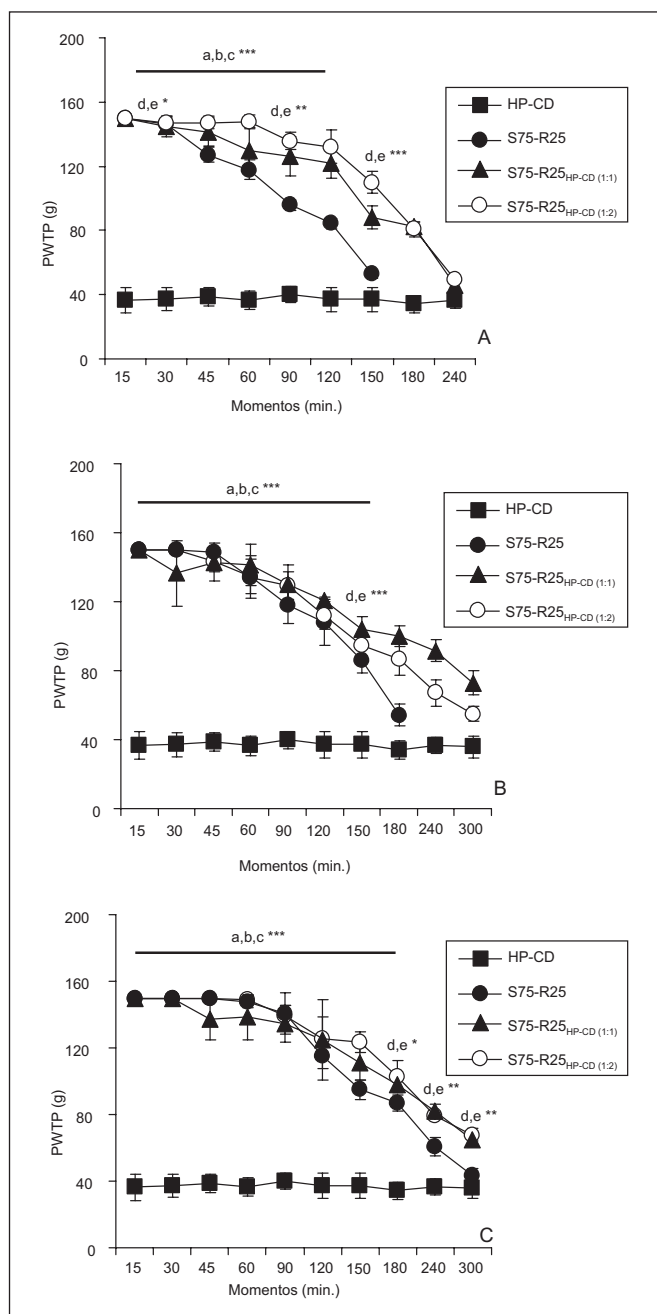 200
160
120
80
40
0
PWTP (g)
a,b,c ***
d,e *
d,e **
d,e ***
HP-CD
S75-R25
S75-R25HP-CD (1:1)
S75-R25HP-CD (1:2)
A
15 30 45 60 90 120 150 180 240
Momentos (min.)
200
160
120
80
40
0
PWTP (g)
a,b,c ***
d,e ***
HP-CD
S75-R25
S75-R25HP-CD (1:1)
S75-R25HP-CD (1:2)
B
15 30 45 60 90 120 150 180 240 300
Momentos (min.)
200
160
120
80
40
0
PWTP (g)
a,b,c ***
d,e *
d,e **
d,e **
HP-CD
S75-R25
S75-R25HP-CD (1:1)
S75-R25HP-CD (1:2)
C
15 30 45 60 90 120 150 180 240 300
Momentos (min.)